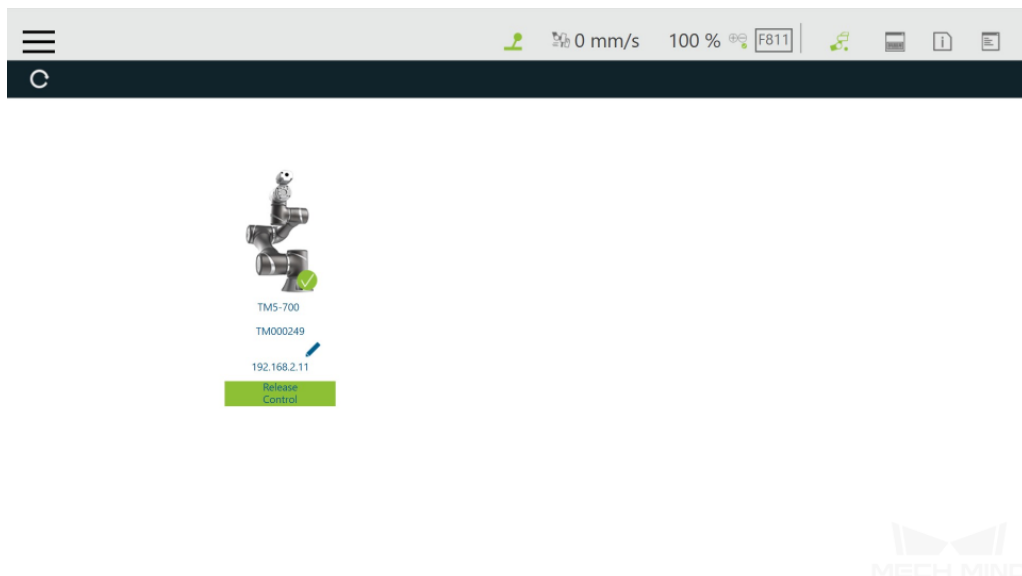 0 mm/s 100 % F811
TM5-700
TM000249
192.168.2.11
Release
Control
MECH MIND